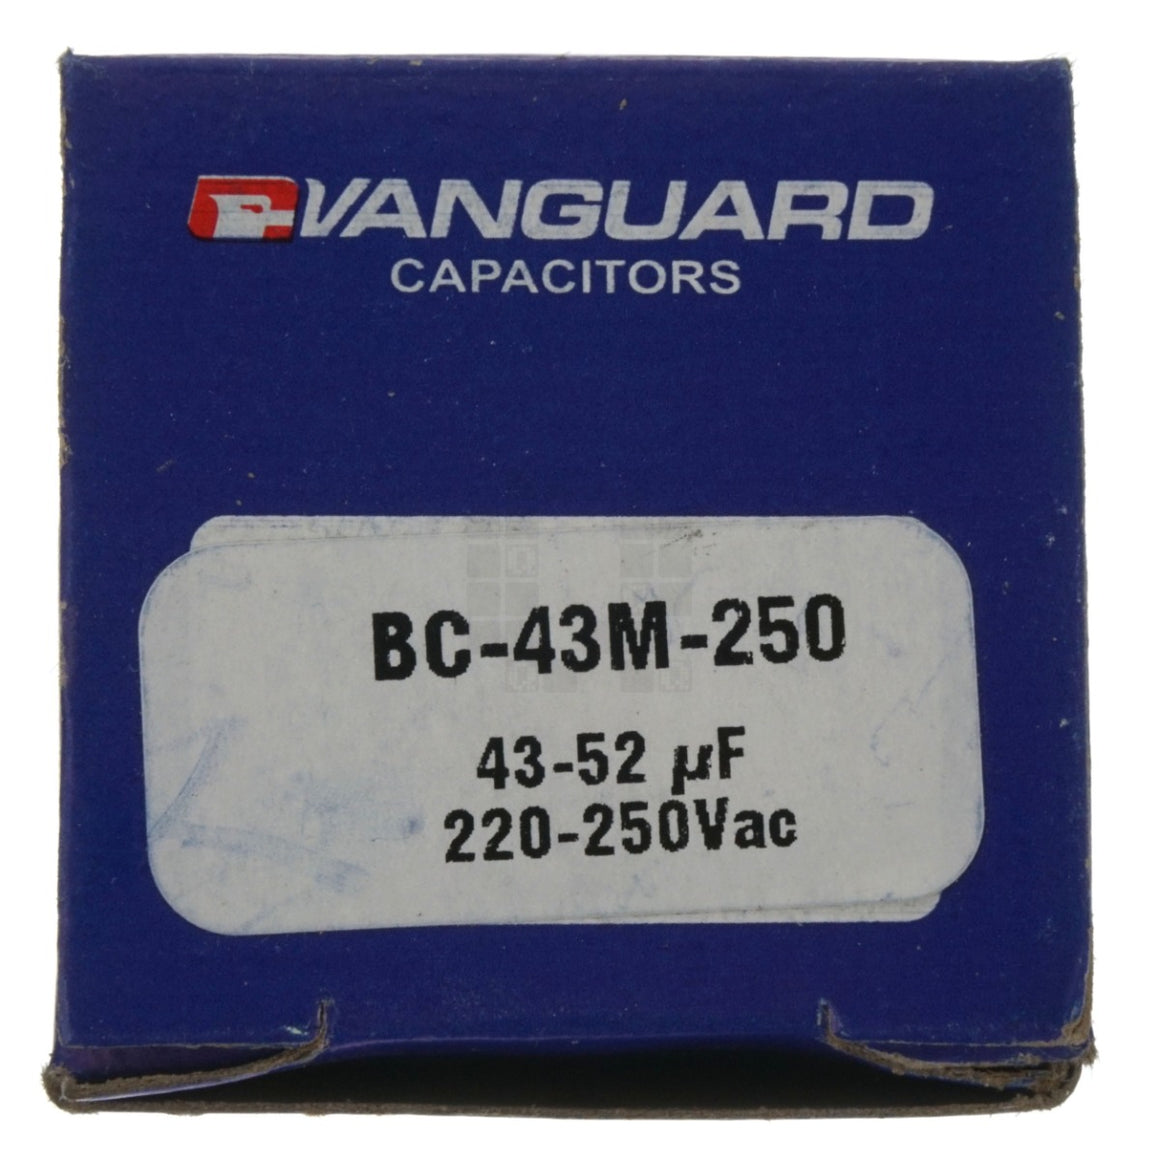 VANGUARD
CAPACITORS
BC-43M-250
43-52 µF
220-250Vac